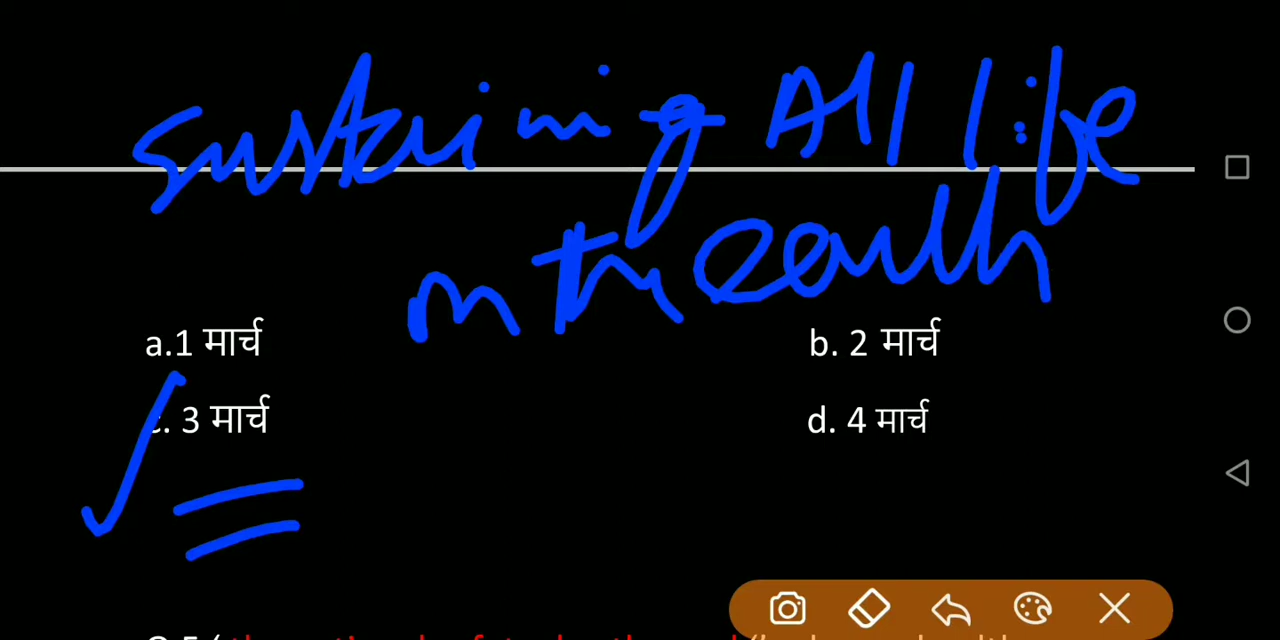 Sustaining All life
on the earth
a.1 मार्च
b. 2 मार्च
c. 3 मार्च
d. 4 मार्च